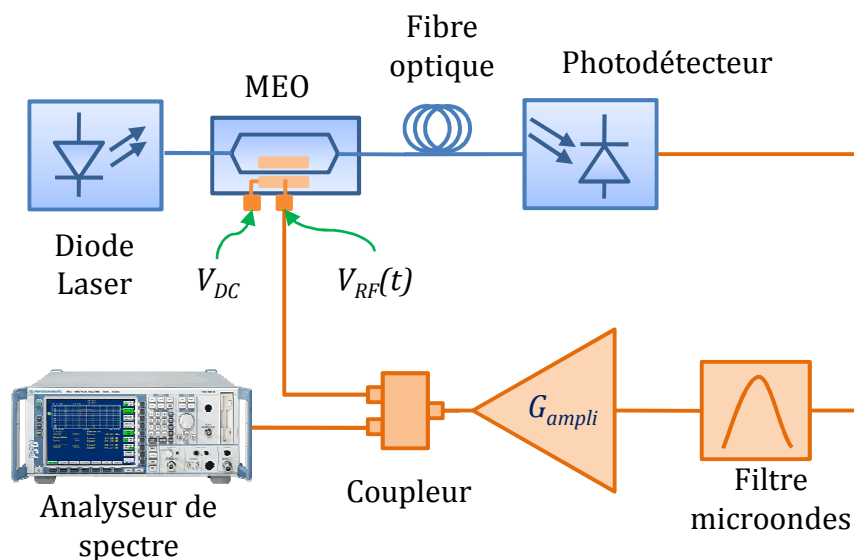 Fibre
optique
Photodétecteur
MEO
Diode
Laser
V_DC
V_RF(t)
G_ampli
Coupleur
Filtre
microondes
Analyseur de
spectre